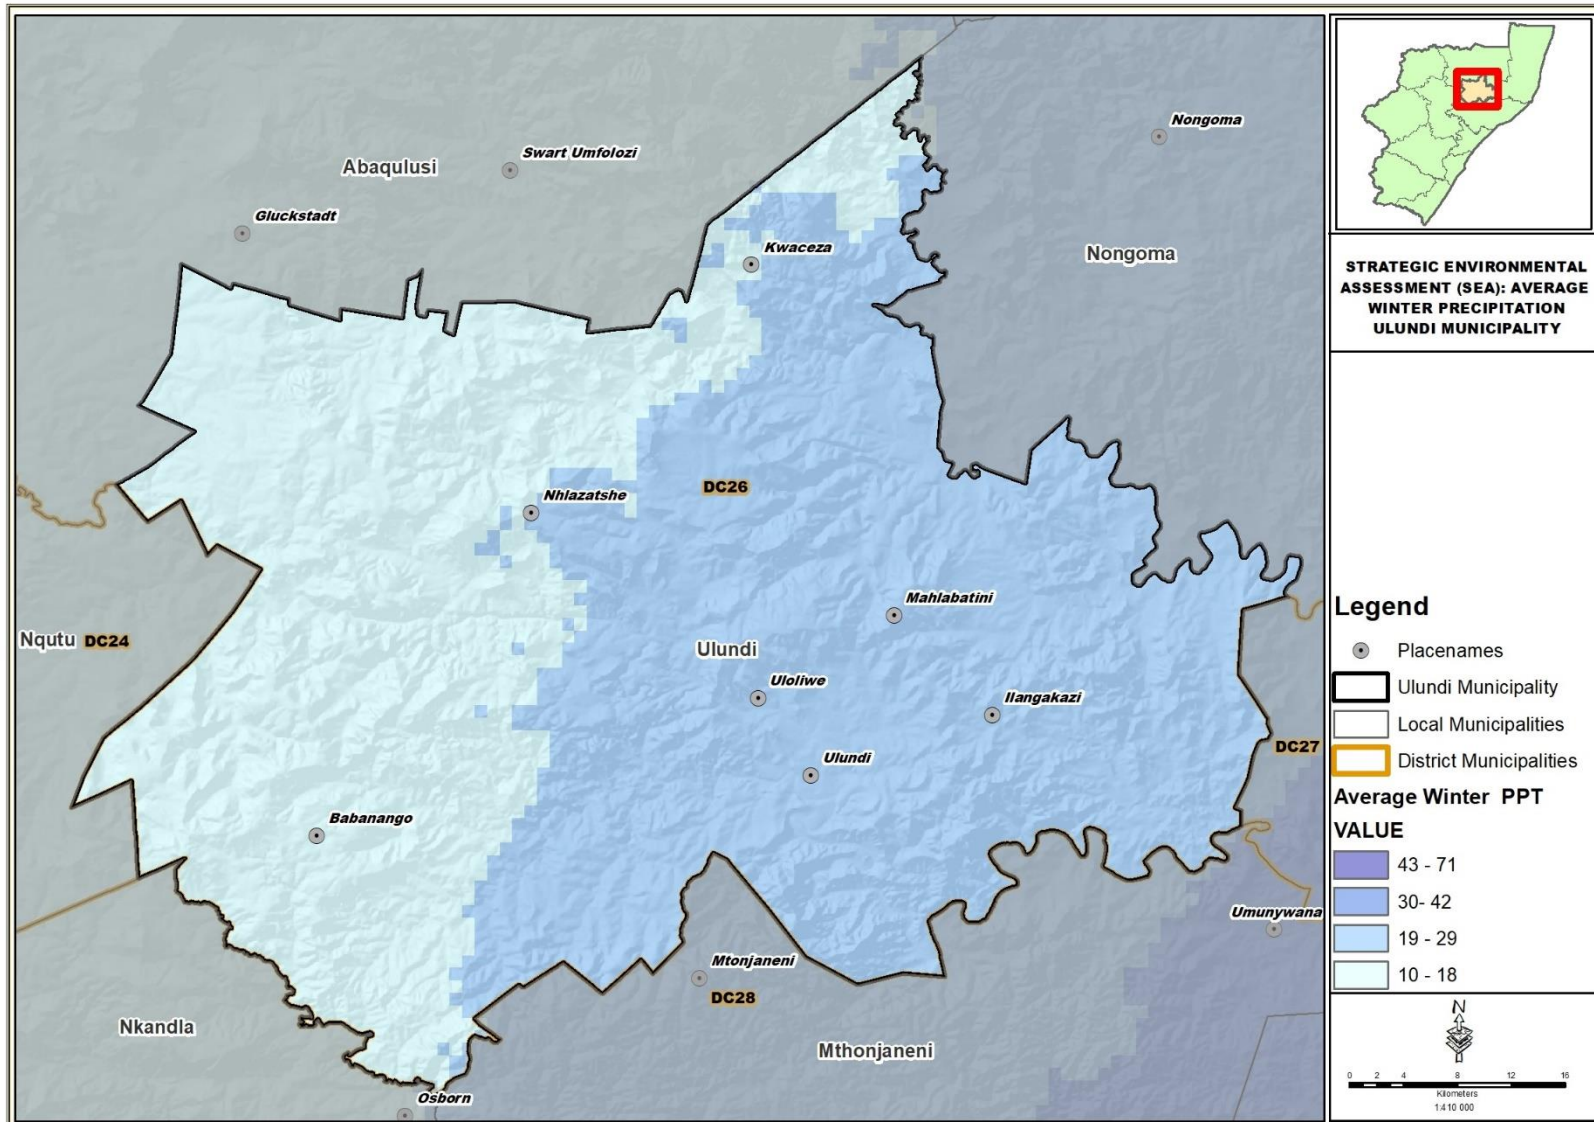 Nongoma
Swart Umfolozi
Abaqulusi
Gluckstadt
Kwaceza
Nongoma
DC26
Nhlazatshe
Mahlabatini
Nqutu DC24
Ulundi
Uloliwe
Ilangakazi
DC27
Ulundi
Babanango
Umunywana
Mtonjaneni
DC28
Nkandla
Mthonjaneni
Osborn
STRATEGIC ENVIRONMENTAL
ASSESSMENT (SEA): AVERAGE
WINTER PRECIPITATION
ULUNDI MUNICIPALITY
Legend
Placenames
Ulundi Municipality
Local Municipalities
District Municipalities
Average Winter PPT
VALUE
43 - 71
30- 42
19 - 29
10 - 18
N
0 2 4 8 12 16
Kilometers
1:410 000